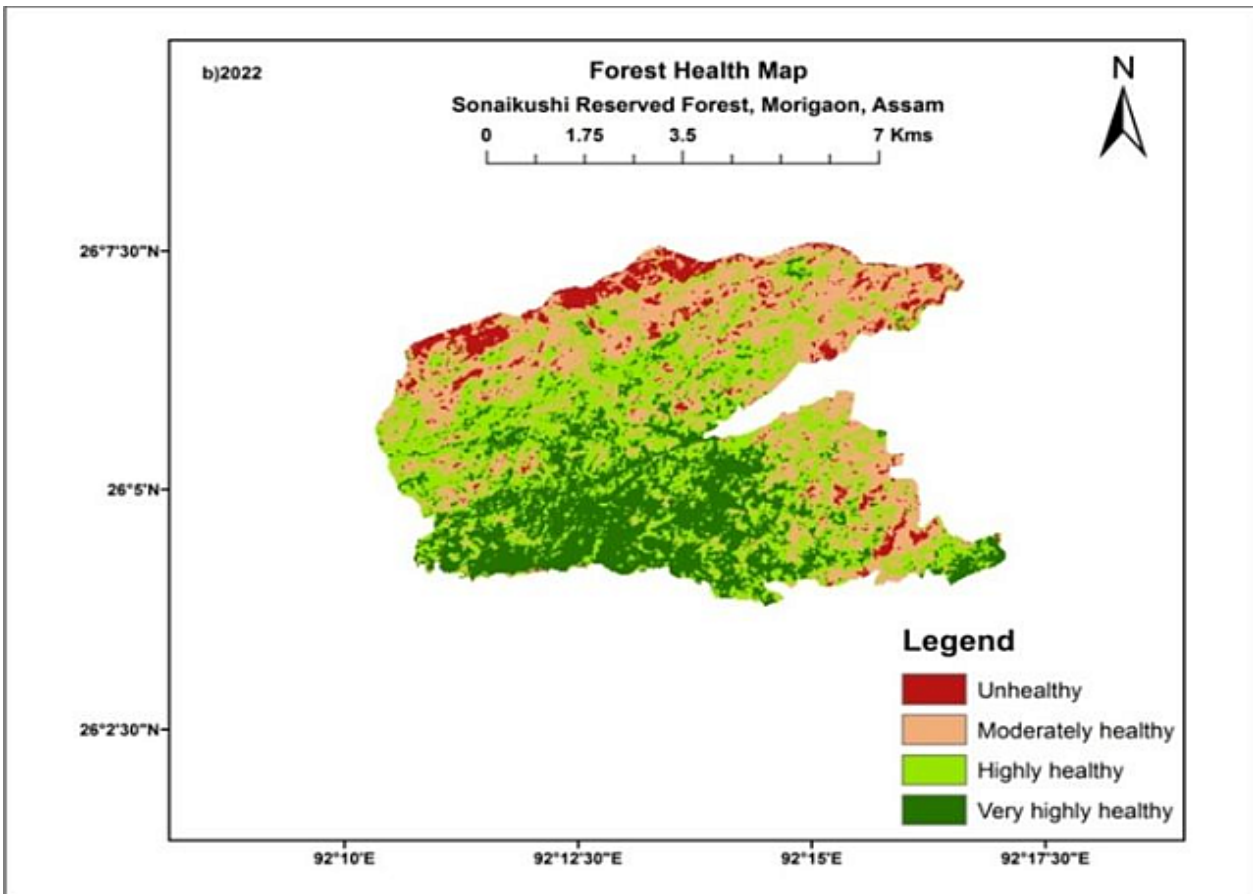 b)2022
Forest Health Map
Sonaikushi Reserved Forest, Morigaon, Assam
0 1.75 3.5 7 Kms
N
26°7'30"N
26°5'N
26°2'30"N
92°10'E 92°12'30"E 92°15'E 92°17'30"E
Legend
Unhealthy
Moderately healthy
Highly healthy
Very highly healthy